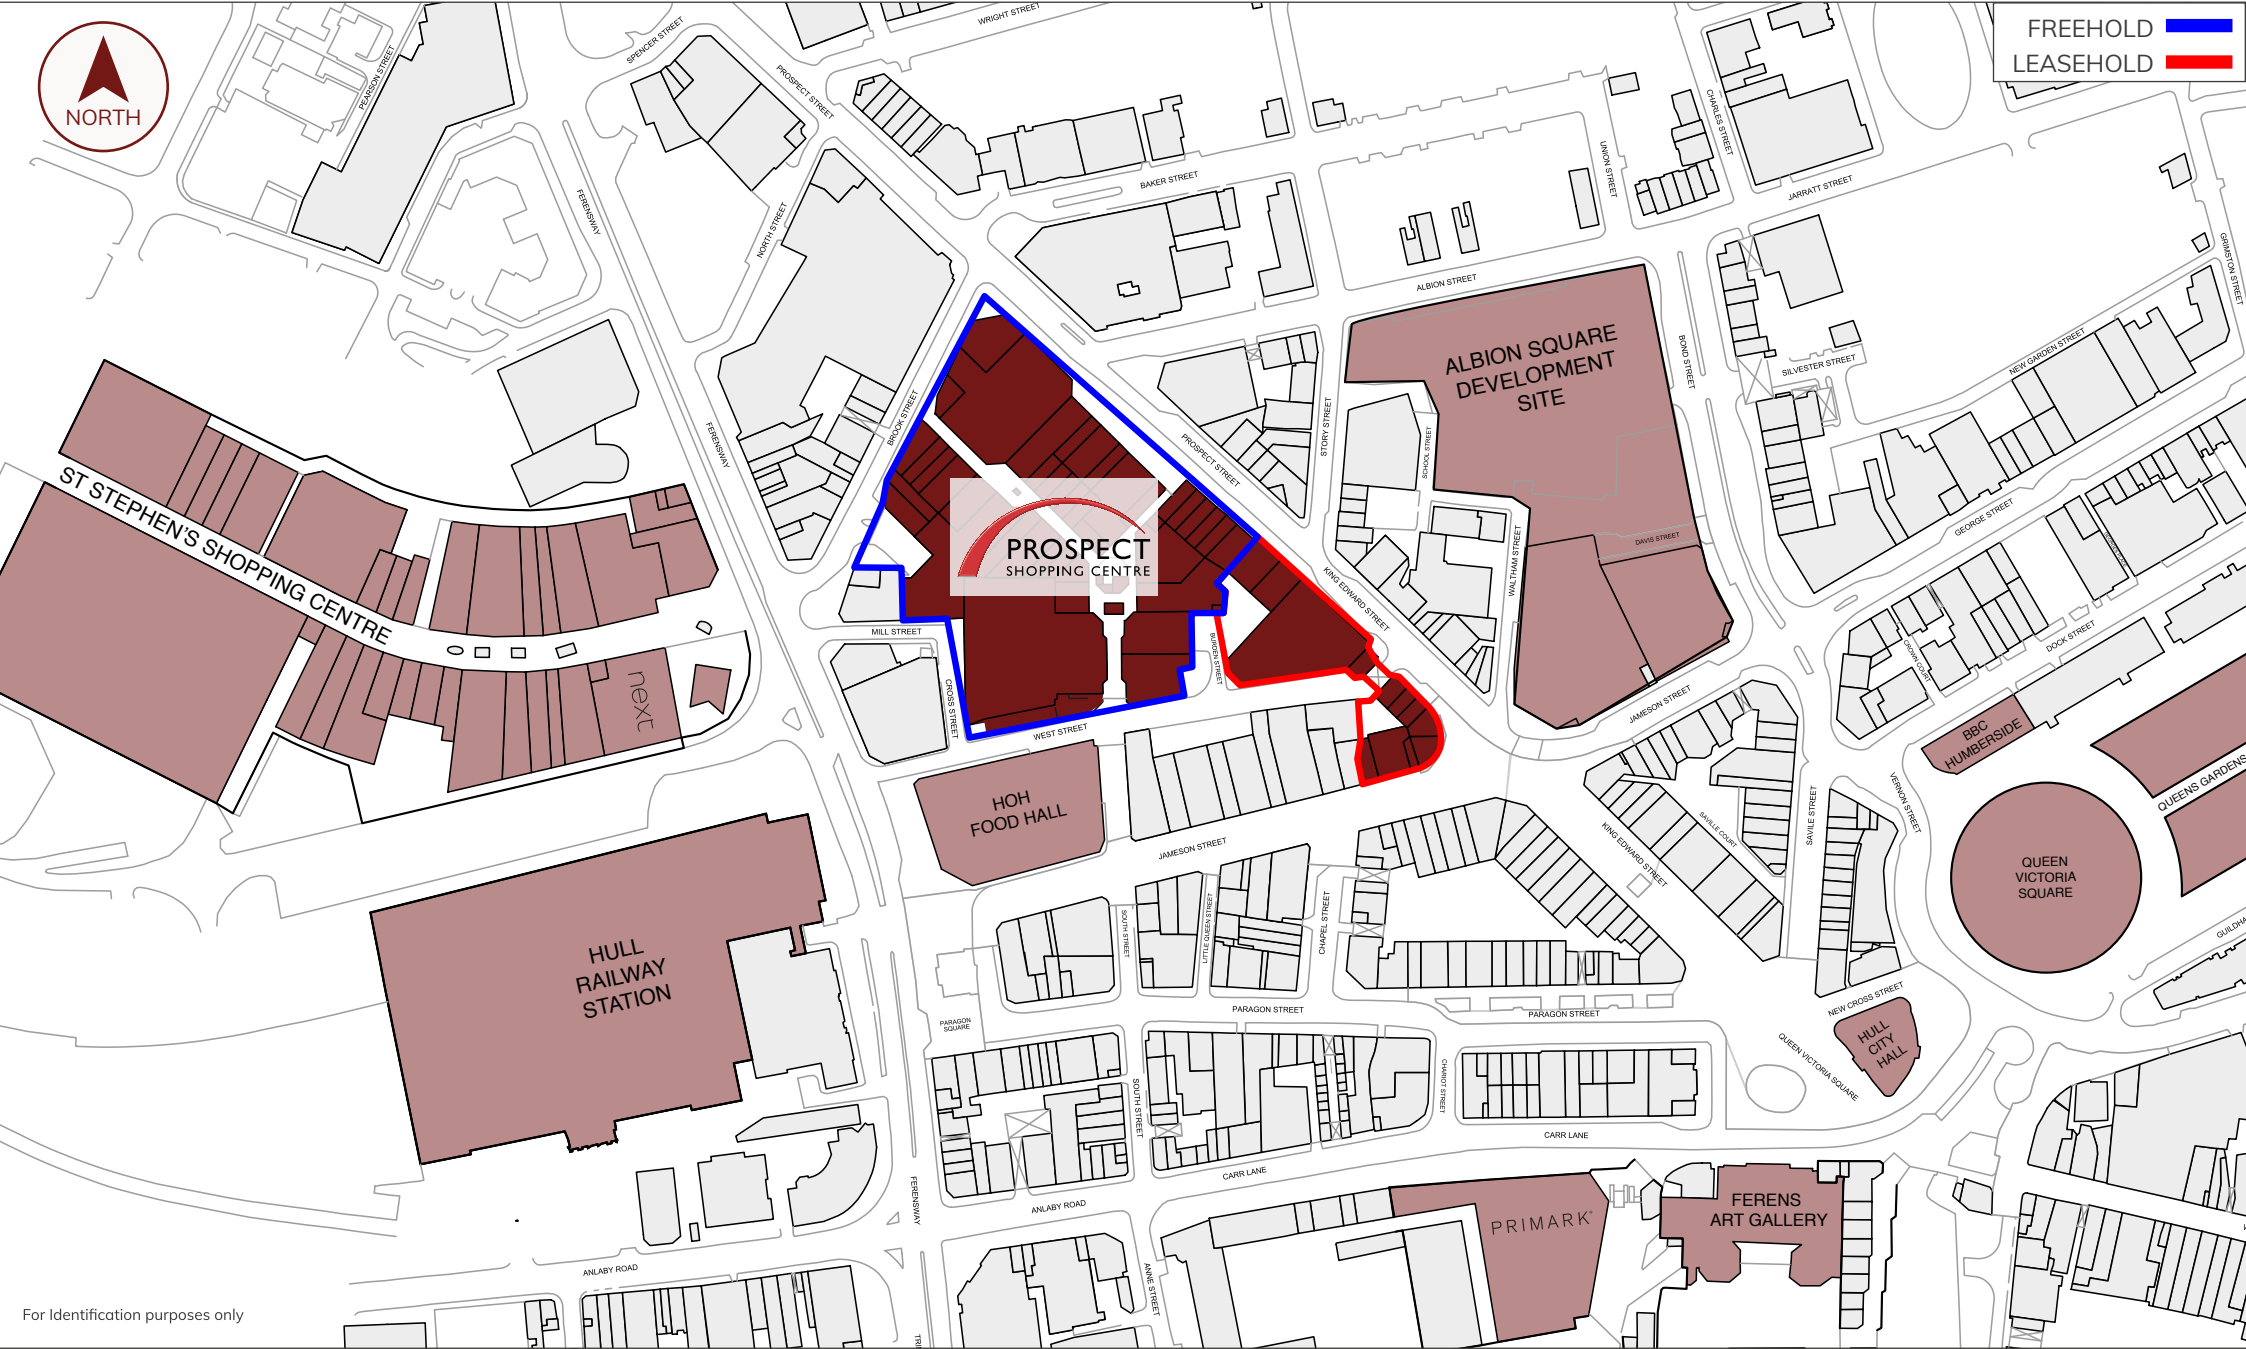 FREEHOLD
LEASEHOLD
NORTH
WRIGHT STREET
SPENCER STREET
PEARSON STREET
PROSPECT STREET
CHARLES STREET
BAKER STREET
UNION STREET
JARRATT STREET
FERENSWAY
NORTH STREET
GRIMSTON STREET
ALBION STREET
ALBION SQUARE
DEVELOPMENT
SITE
BOND STREET
NEW GARDEN STREET
SILVESTER STREET
BROOK STREET
FERENSWAY
PROSPECT STREET
STORY STREET
SCHOOL STREET
GEORGE STREET
ST STEPHEN'S SHOPPING CENTRE
PROSPECT
SHOPPING CENTRE
DAVIS STREET
WALTHAM STREET
KING EDWARD STREET
MILL STREET
BURDEN STREET
DOCK STREET
CROWN COURT
CROSS STREET
WEST STREET
next
JAMESON STREET
BBC
HUMBERSIDE
QUEENS GARDENS
VERNON STREET
HOH
FOOD HALL
SAVILE STREET
SAVILLE COURT
KING EDWARD STREET
JAMESON STREET
QUEEN
VICTORIA
SQUARE
SOUTH STREET
LITTLE QUEEN STREET
CHAPEL STREET
HULL
RAILWAY
STATION
PARAGON
SQUARE
PARAGON STREET
PARAGON STREET
NEW CROSS STREET
HULL
CITY
HALL
QUEEN VICTORIA SQUARE
SOUTH STREET
CHARIOT STREET
CARR LANE
CARR LANE
FERENSWAY
ANLABY ROAD
PRIMARK
FERENS
ART GALLERY
ANLABY ROAD
ANNE STREET
For Identification purposes only